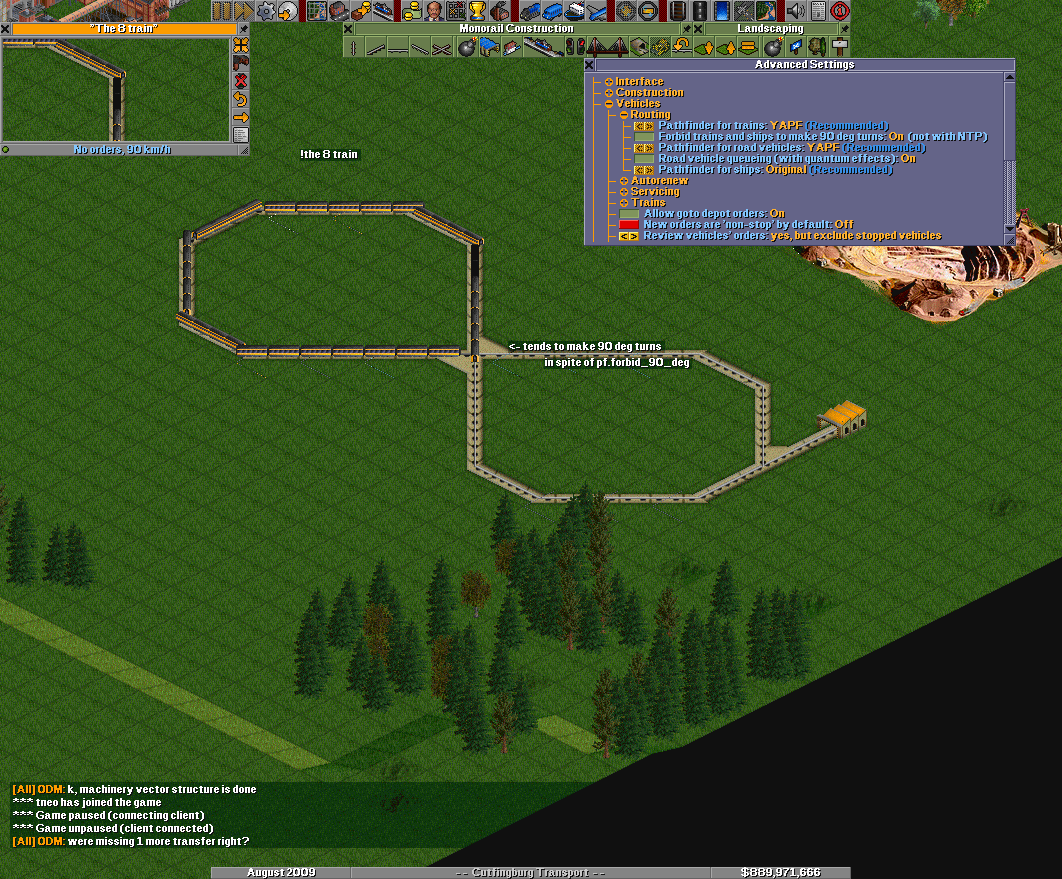 "The 8 train"
No orders, 90 km/h
Monorail Construction
Landscaping
Advanced Settings
Interface
Construction
Vehicles
Routing
Pathfinder for trains: YAPF (Recommended)
Forbid trains and ships to make 90 deg turns: On (not with NTP)
Pathfinder for road vehicles: YAPF (Recommended)
Road vehicle queueing (with quantum effects): On
Pathfinder for ships: Original (Recommended)
Autorenew
Servicing
Trains
Allow goto depot orders: On
New orders are 'non-stop' by default: Off
Review vehicles' orders: yes, but exclude stopped vehicles
!the 8 train
<- tends to make 90 deg turns
in spite of pf.forbid_90_deg
[All] ODM: k, machinery vector structure is done
*** tneo has joined the game
*** Game paused (connecting client)
*** Game unpaused (client connected)
[All] ODM: were missing 1 more transfer right?
August 2009
-- Cutfingburg Transport --
$889,971,666